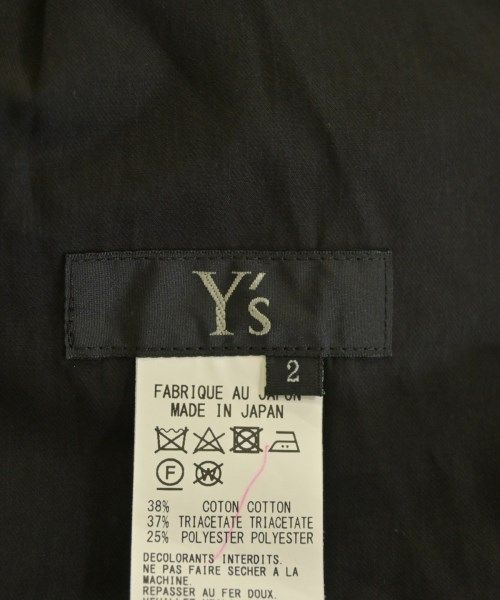 Y's
2
FABRIQUE AU JAPON
MADE IN JAPAN
F W
38% COTON COTTON
37% TRIACETATE TRIACETATE
25% POLYESTER POLYESTER
DECOLORANTS INTERDITS.
NE PAS FAIRE SECHER A LA
MACHINE.
REPASSER AU FER DOUX.